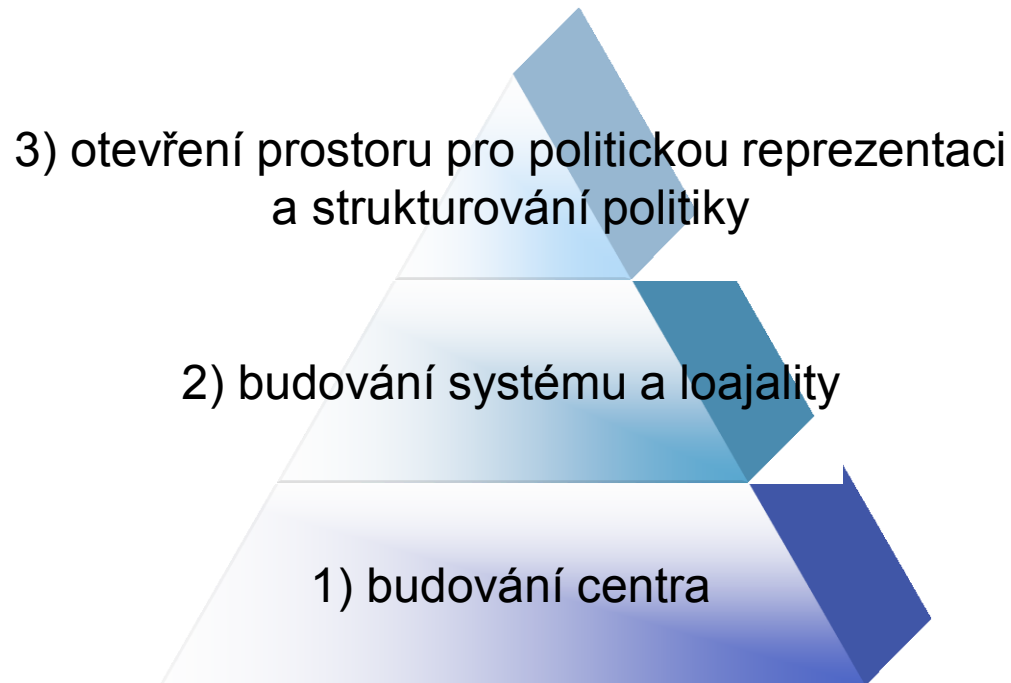 3) otevření prostoru pro politickou reprezentaci
a strukturování politiky
2) budování systému a loajality
1) budování centra